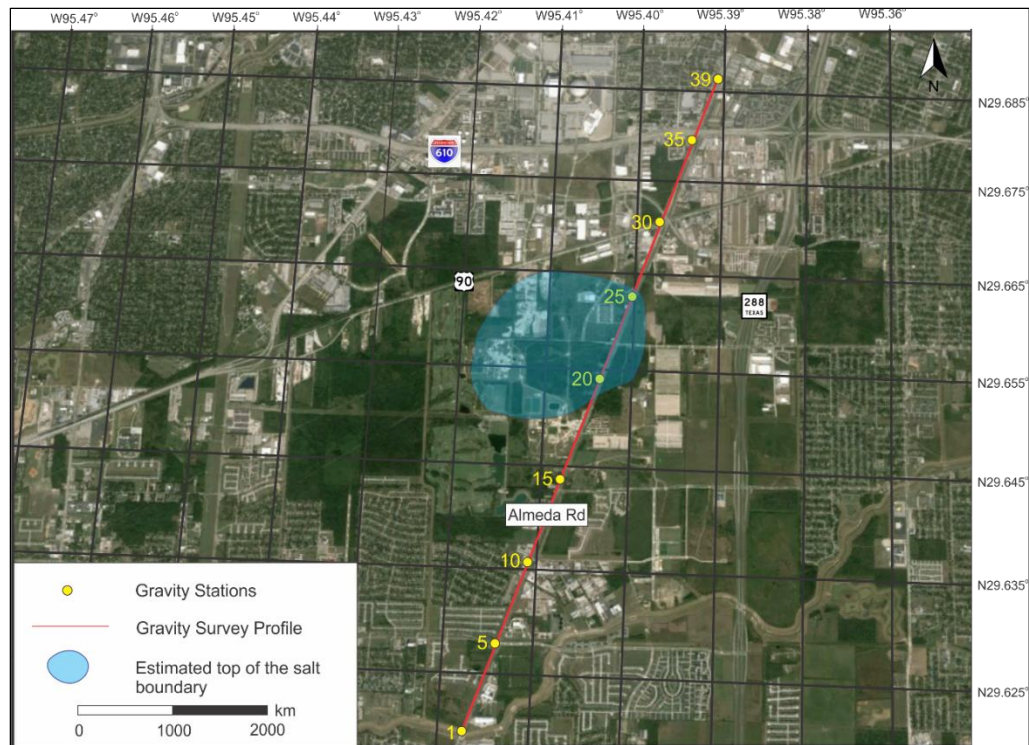 W95.47° W95.45° W95.44° W95.43° W95.42° W95.41° W95.40° W95.39° W95.38° W95.36°
39
N
N29.685°
35
610
N29.675°
30
90
25
288
TEXAS
N29.665°
20
N29.655°
15
N29.645°
Almeda Rd
10
N29.635°
5
N29.625°
1
Gravity Stations
Gravity Survey Profile
Estimated top of the salt
boundary
km
0 1000 2000